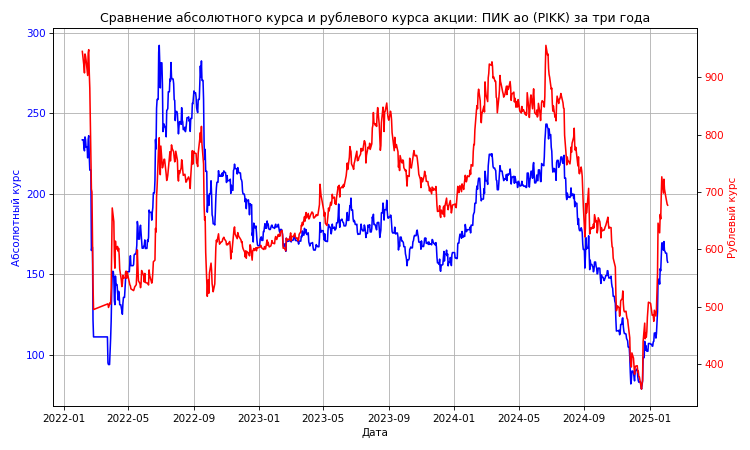 Сравнение абсолютного курса и рублевого курса акции: ПИК ао (PIKK) за три года
300
250
200
150
100
Абсолютный курс
900
800
700
600
500
400
Рублевый курс
2022-01 2022-05 2022-09 2023-01 2023-05 2023-09 2024-01 2024-05 2024-09 2025-01
Дата